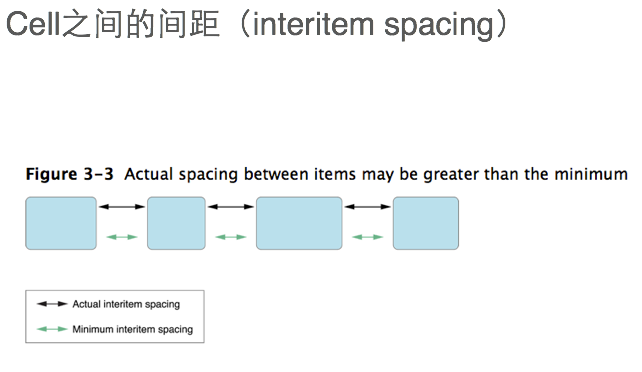 Cell之间的间距（interitem spacing）
Figure 3-3 Actual spacing between items may be greater than the minimum
Actual interitem spacing
Minimum interitem spacing